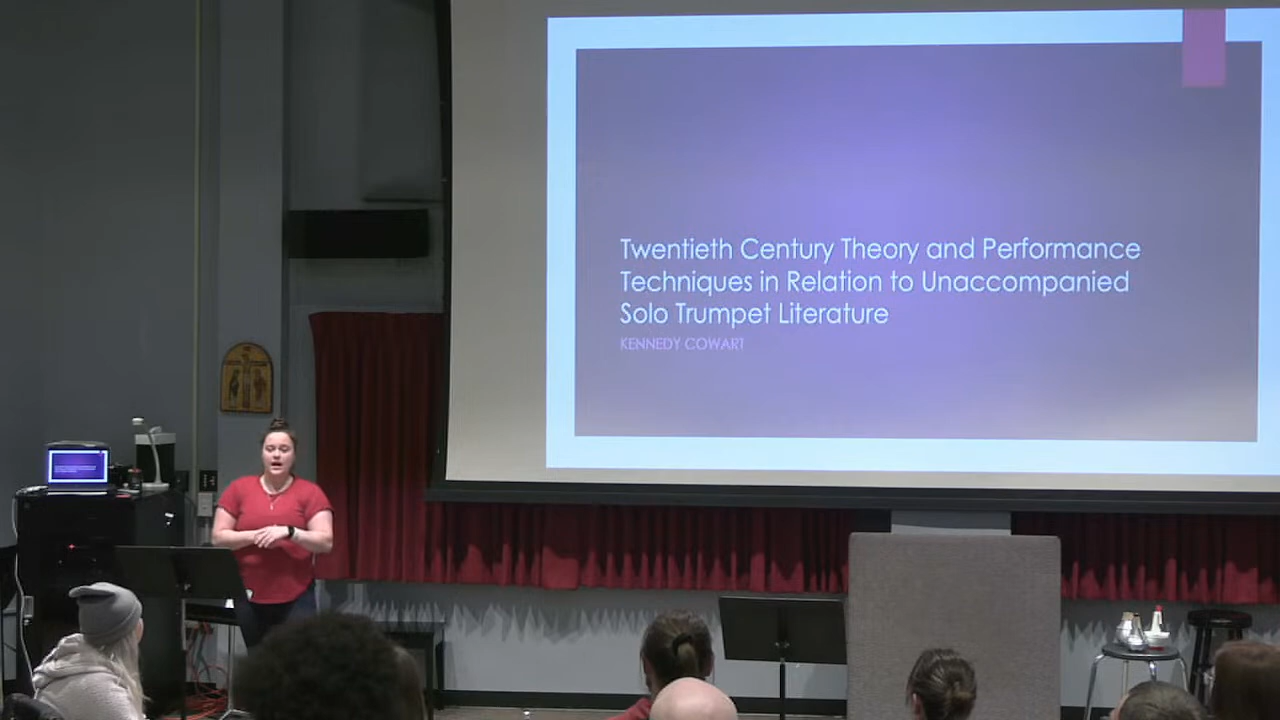 Twentieth Century Theory and Performance
Techniques in Relation to Unaccompanied
Solo Trumpet Literature
KENNEDY COWART